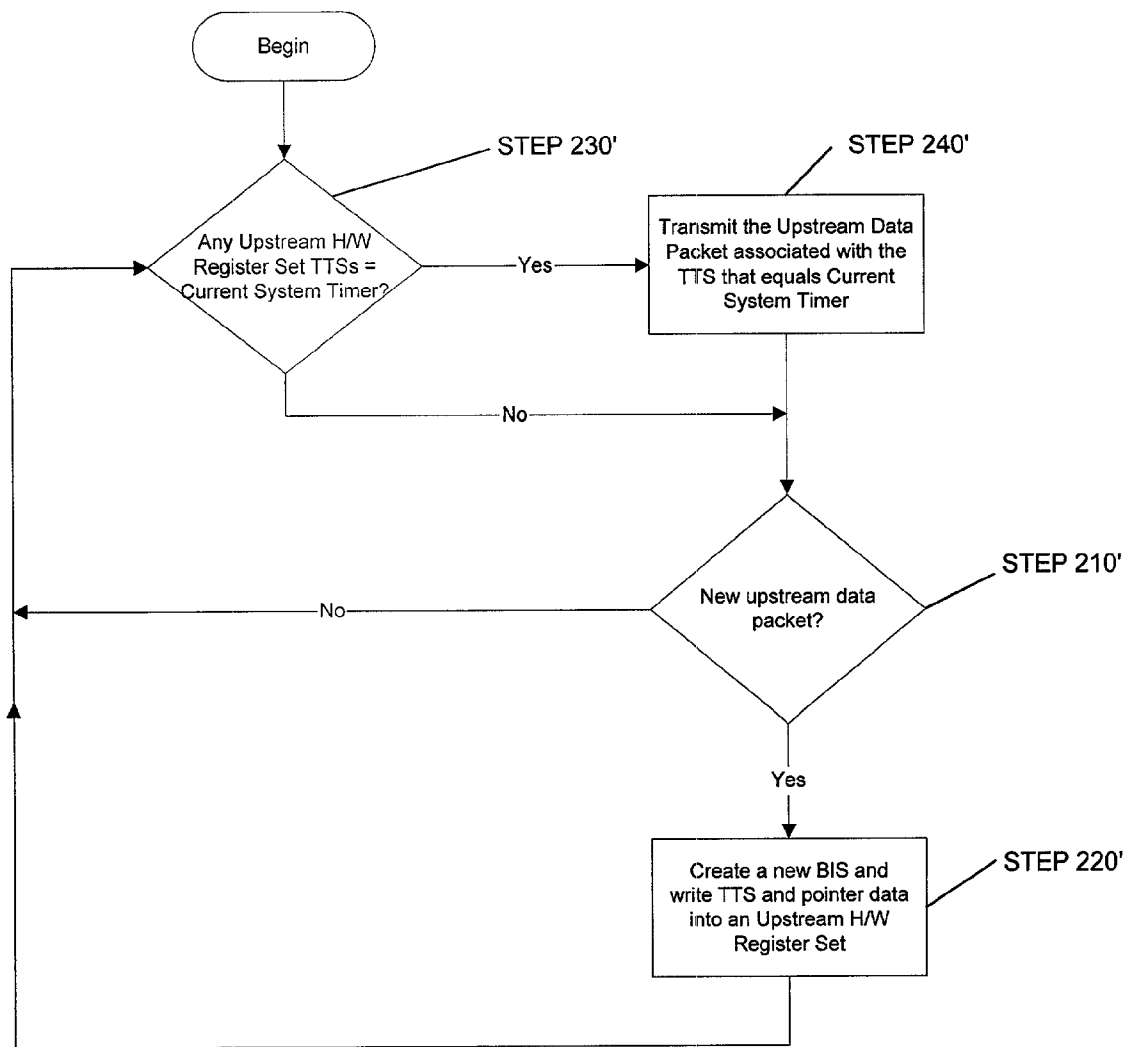 Begin
STEP 230'
STEP 240'
Any Upstream H/W
Register Set TTSs =
Current System Timer?
Yes
Transmit the Upstream Data
Packet associated with the
TTS that equals Current
System Timer
No
STEP 210'
New upstream data
packet?
No
Yes
STEP 220'
Create a new BIS and
write TTS and pointer data
into an Upstream H/W
Register Set